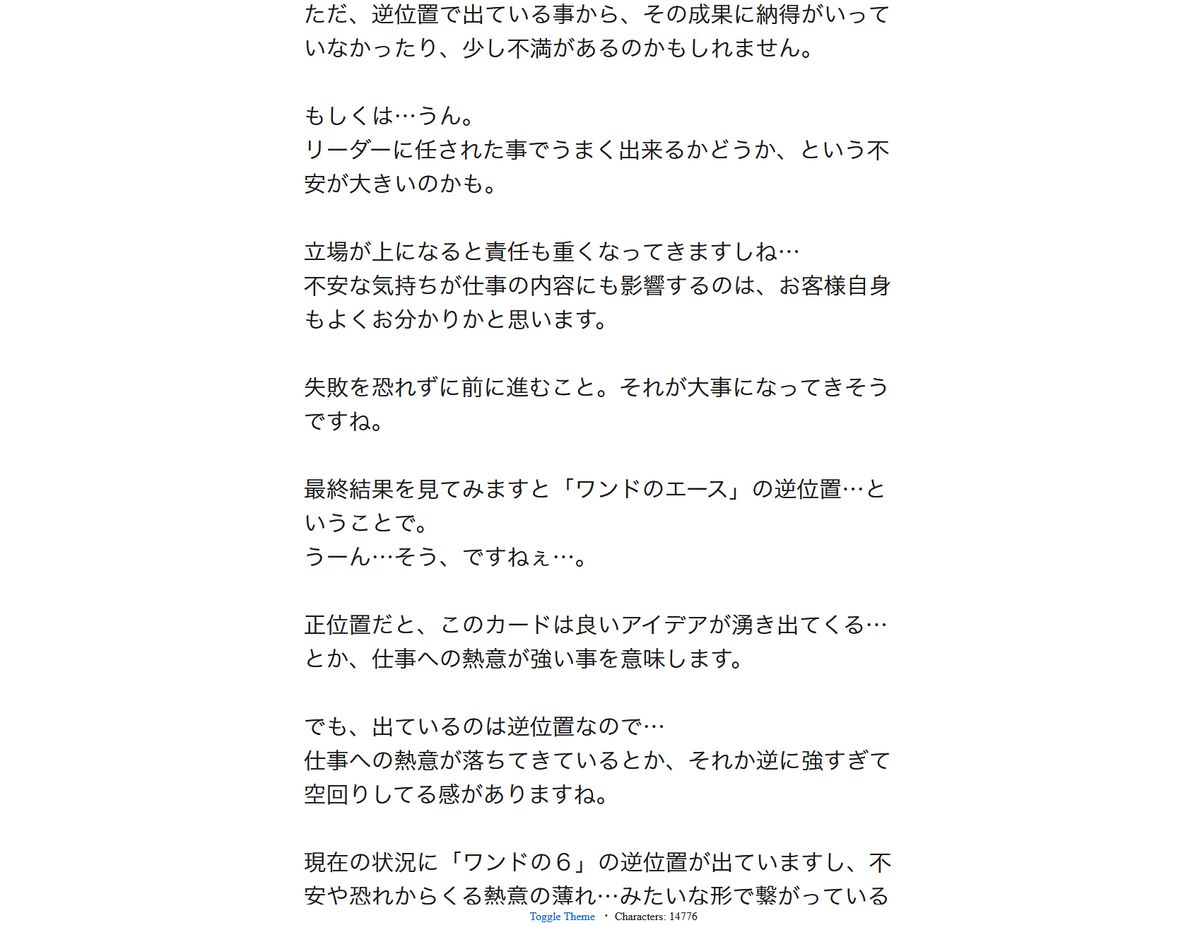 ただ、逆位置で出ている事から、その成果に納得がいって
いなかったり、少し不満があるのかもしれません。
もしくは…うん。
リーダーに任された事でうまく出来るかどうか、という不
安が大きいのかも。
立場が上になると責任も重くなってきますしね…
不安な気持ちが仕事の内容にも影響するのは、お客様自身
もよくお分かりかと思います。
失敗を恐れずに前に進むこと。それが大事になってきそう
ですね。
最終結果を見てみますと「ワンドのエース」の逆位置…と
いうことで。
うーん…そう、ですねぇ…。
正位置だと、このカードは良いアイデアが湧き出てくる…
とか、仕事への熱意が強い事を意味します。
でも、出ているのは逆位置なので…
仕事への熱意が落ちてきているとか、それか逆に強すぎて
空回りしてる感がありますね。
現在の状況に「ワンドの６」の逆位置が出ていますし、不
安や恐れからくる熱意の薄れ…みたいな形で繋がっている
Toggle Theme ・ Characters: 14776